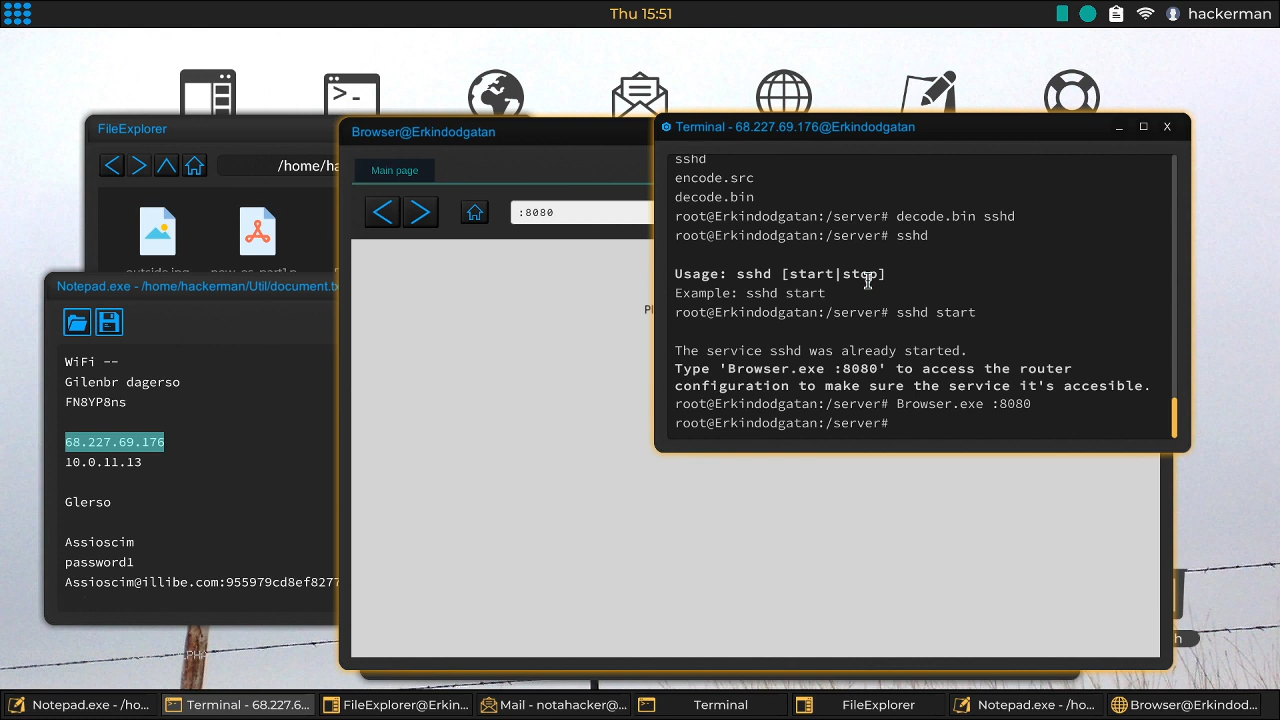 Thu 15:51
hackerman
>-
FileExplorer
/home/ha
Browser@Erkindodgatan
Main page
:8080
Terminal - 68.227.69.176@Erkindodgatan
sshd
encode.src
decode.bin
root@Erkindodgatan:/server# decode.bin sshd
root@Erkindodgatan:/server# sshd
Usage: sshd [start|stop]
Example: sshd start
root@Erkindodgatan:/server# sshd start
The service sshd was already started.
Type 'Browser.exe :8080' to access the router
configuration to make sure the service it's accesible.
root@Erkindodgatan:/server# Browser.exe :8080
root@Erkindodgatan:/server#
Notepad.exe - /home/hackerman/Util/document.tx
WiFi --
Gilenbr dagerso
FN8YP8ns
68.227.69.176
10.0.11.13
Glerso
Assioscim
password1
Assioscim@illibe.com:955979cd8ef8277
Notepad.exe - /ho...
Terminal - 68.227.6...
FileExplorer@Erkin...
Mail - notahacker@...
Terminal
FileExplorer
Notepad.exe - /ho...
Browser@Erkindod...